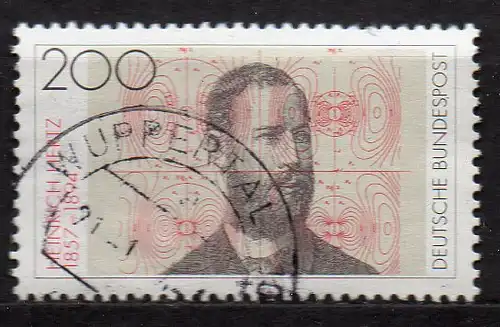 200
HEINRICH HERTZ
1857 - 1894
DEUTSCHE BUNDESPOST
WUPPERTAL